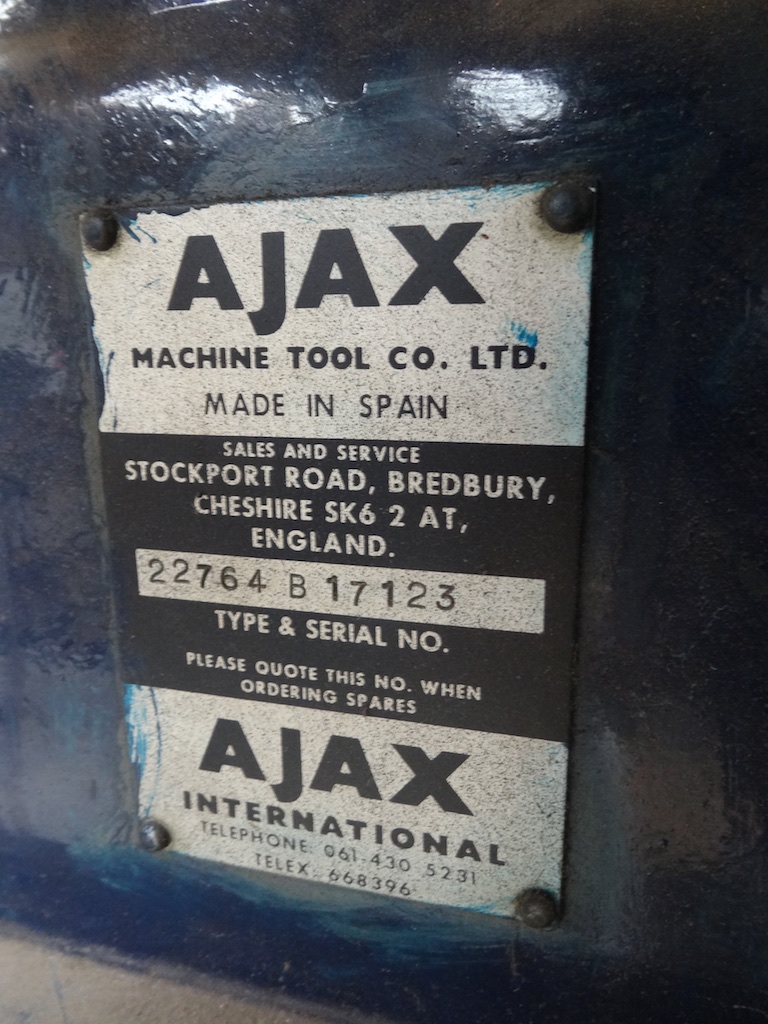 AJAX
MACHINE TOOL CO. LTD.
MADE IN SPAIN
SALES AND SERVICE
STOCKPORT ROAD, BREDBURY,
CHESHIRE SK6 2 AT,
ENGLAND.
22764 B 17123
TYPE & SERIAL NO.
PLEASE QUOTE THIS NO. WHEN
ORDERING SPARES
AJAX
INTERNATIONAL
TELEPHONE 061-430 5231
TELEX. 668396